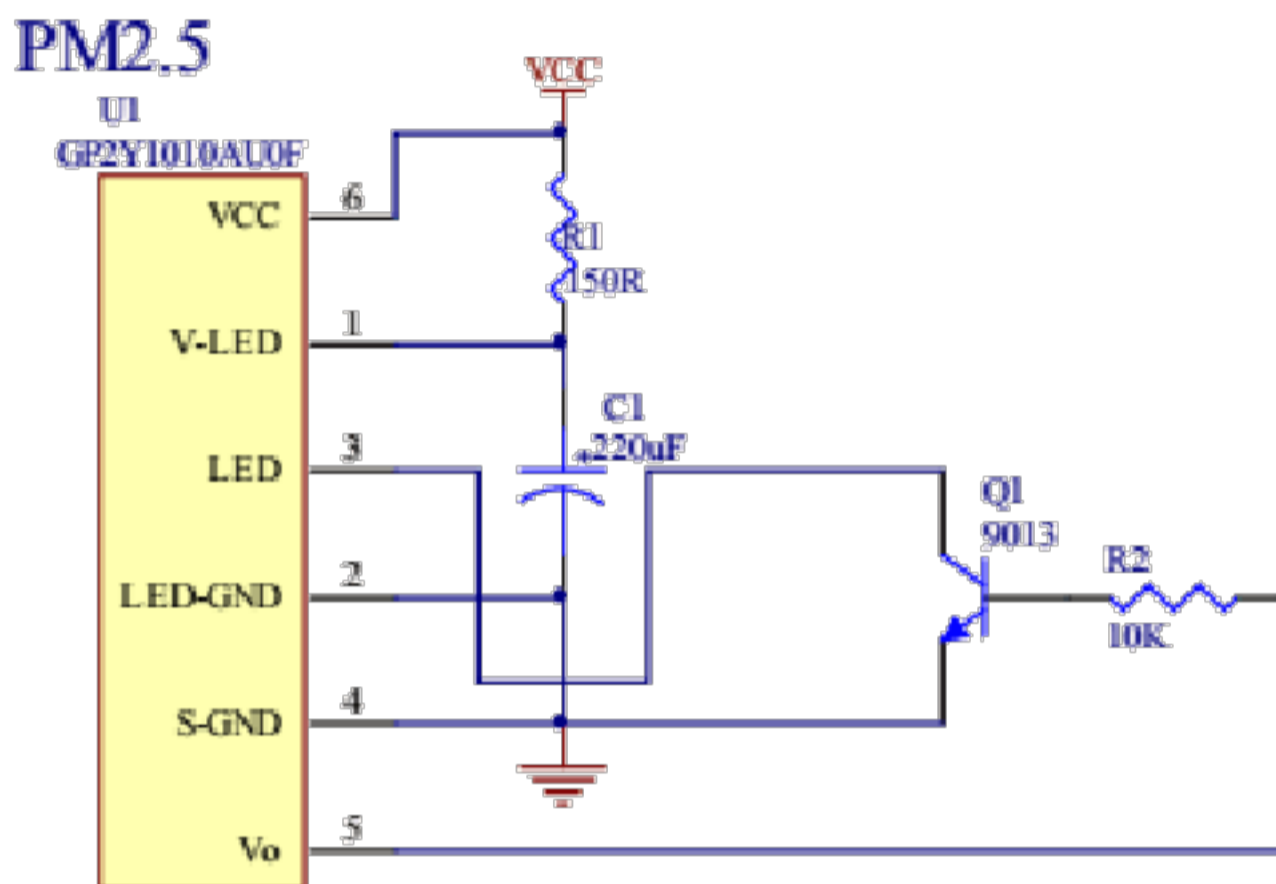 PM2.5
VCC
U1
GP2Y1010AU0F
6
VCC
R1
150R
1
V-LED
C1
220uF
3
LED
Q1
9013
R2
2
LED-GND
10K
4
S-GND
5
Vo